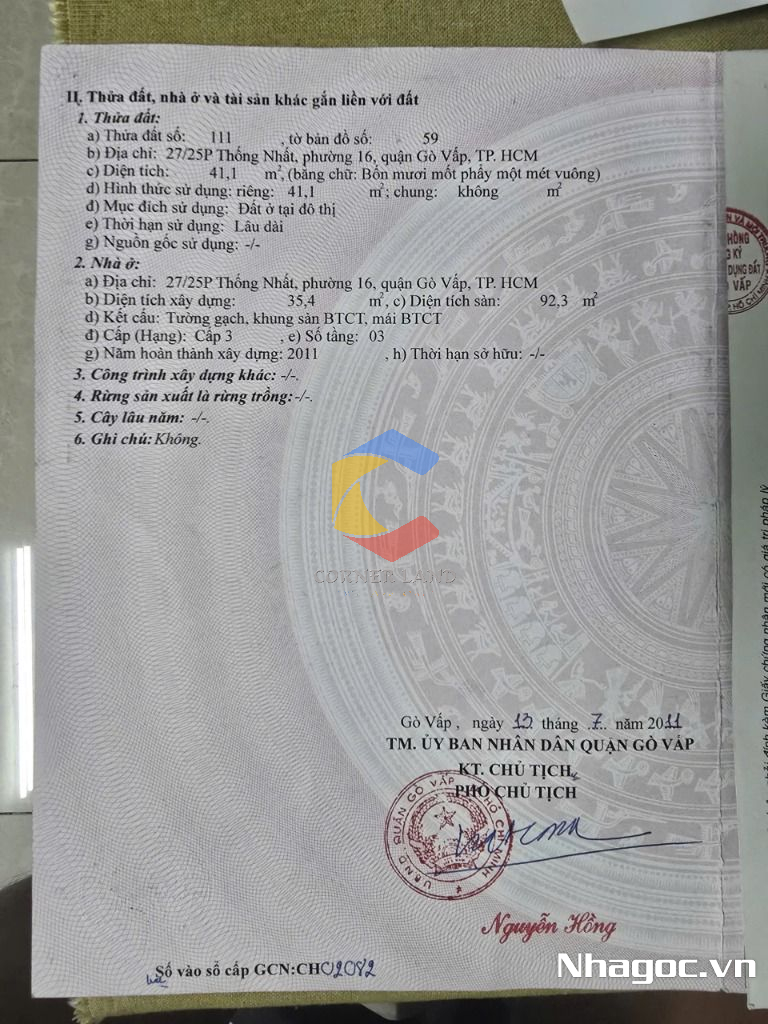 II. Thửa đất, nhà ở và tài sản khác gắn liền với đất
1. Thửa đất:
a) Thửa đất số: 111 , tờ bản đồ số: 59
b) Địa chỉ: 27/25P Thống Nhất, phường 16, quận Gò Vấp, TP. HCM
c) Diện tích: 41,1 m², (bằng chữ: Bốn mươi mốt phẩy một mét vuông)
d) Hình thức sử dụng: riêng: 41,1 m²; chung: không m²
đ) Mục đích sử dụng: Đất ở tại đô thị
e) Thời hạn sử dụng: Lâu dài
g) Nguồn gốc sử dụng: -/-
2. Nhà ở:
a) Địa chỉ: 27/25P Thống Nhất, phường 16, quận Gò Vấp, TP. HCM
b) Diện tích xây dựng: 35,4 m², c) Diện tích sàn: 92,3 m²
d) Kết cấu: Tường gạch, khung sàn BTCT, mái BTCT
đ) Cấp (Hạng): Cấp 3 , e) Số tầng: 03
g) Năm hoàn thành xây dựng: 2011 , h) Thời hạn sở hữu: -/-
3. Công trình xây dựng khác: -/-.
4. Rừng sản xuất là rừng trồng: -/-.
5. Cây lâu năm: -/-.
6. Ghi chú: Không.
CORNER LAND
Gò Vấp , ngày 13 tháng .7.. năm 2011
TM. ỦY BAN NHÂN DÂN QUẬN GÒ VẤP
KT. CHỦ TỊCH
PHÓ CHỦ TỊCH
U.B.N.D. QUẬN GÒ VẤP T.P HỒ CHÍ MINH
Nguyễn Hồng
Số vào sổ cấp GCN:CH02082
Nhagoc.vn